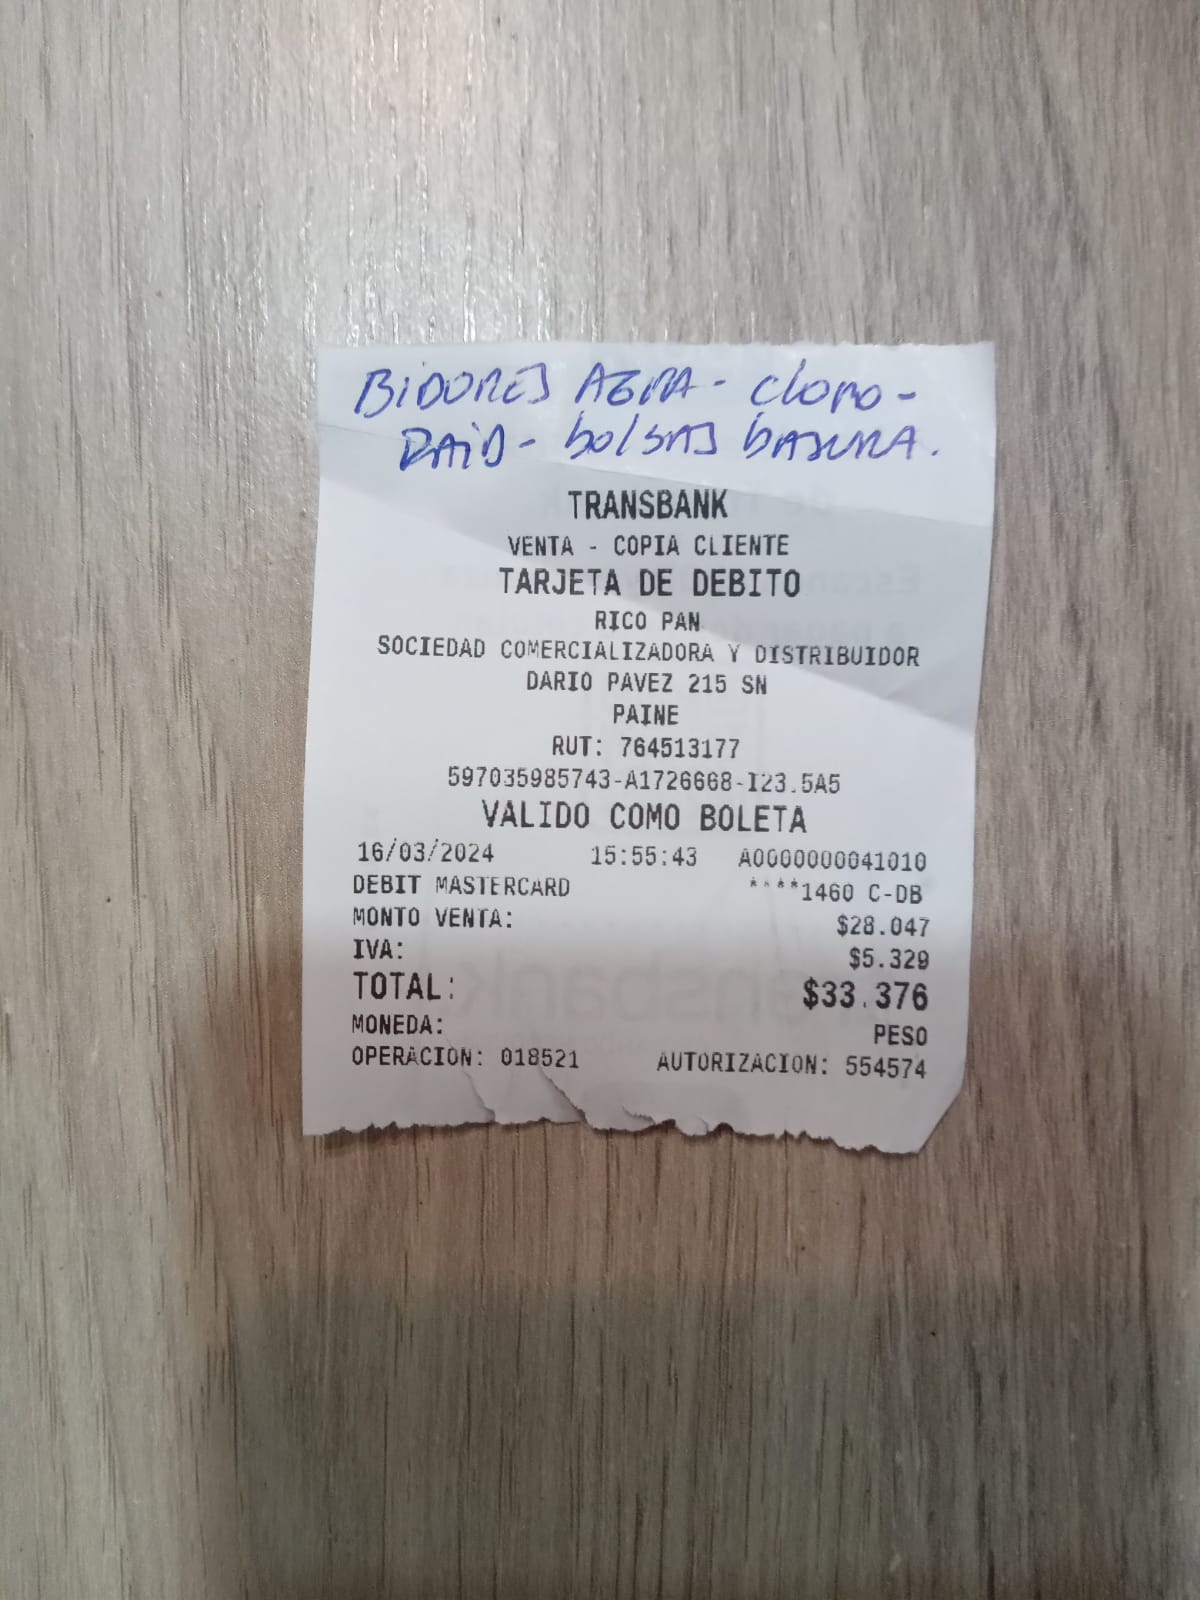 BIDONES AGUA - CLORO -
RAID - bolsas basura.
TRANSBANK
VENTA - COPIA CLIENTE
TARJETA DE DEBITO
RICO PAN
SOCIEDAD COMERCIALIZADORA Y DISTRIBUIDOR
DARIO PAVEZ 215 SN
PAINE
RUT: 764513177
597035985743-A1726668-I23.5A5
VALIDO COMO BOLETA
16/03/2024 15:55:43 A0000000041010
DEBIT MASTERCARD ****1460 C-DB
MONTO VENTA: $28.047
IVA: $5.329
TOTAL: $33.376
MONEDA: PESO
OPERACION: 018521 AUTORIZACION: 554574